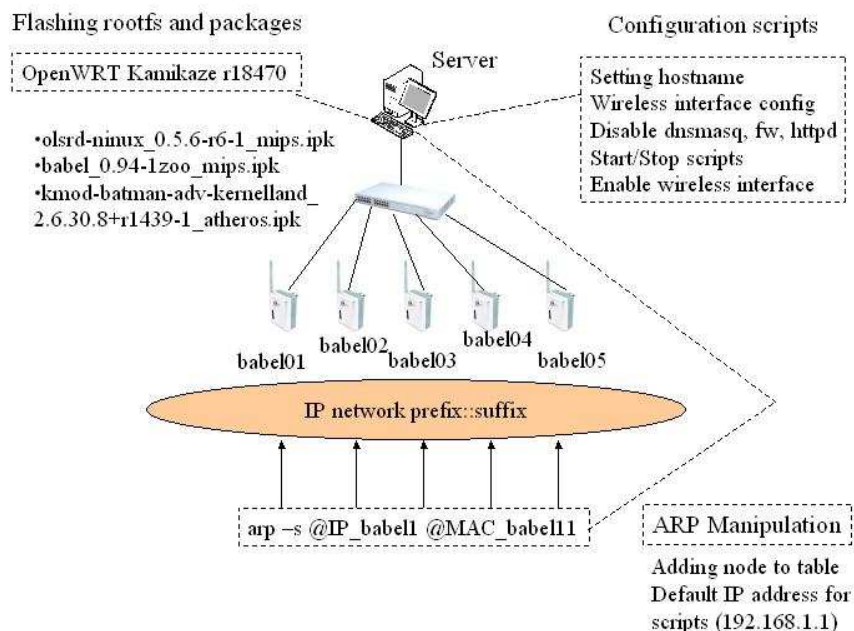 Flashing rootfs and packages
Configuration scripts
OpenWRT Kamikaze r18470
Server
Setting hostname
Wireless interface config
Disable dnsmasq, fw, httpd
Start/Stop scripts
Enable wireless interface
•olsrd-ninux_0.5.6-r6-1_mips.ipk
•babel_0.94-1zoo_mips.ipk
•kmod-batman-adv-kernelland_
2.6.30.8+r1439-1_atheros.ipk
babel01
babel02
babel03
babel04
babel05
IP network prefix::suffix
arp –s @IP_babel1 @MAC_babel11
ARP Manipulation
Adding node to table
Default IP address for
scripts (192.168.1.1)